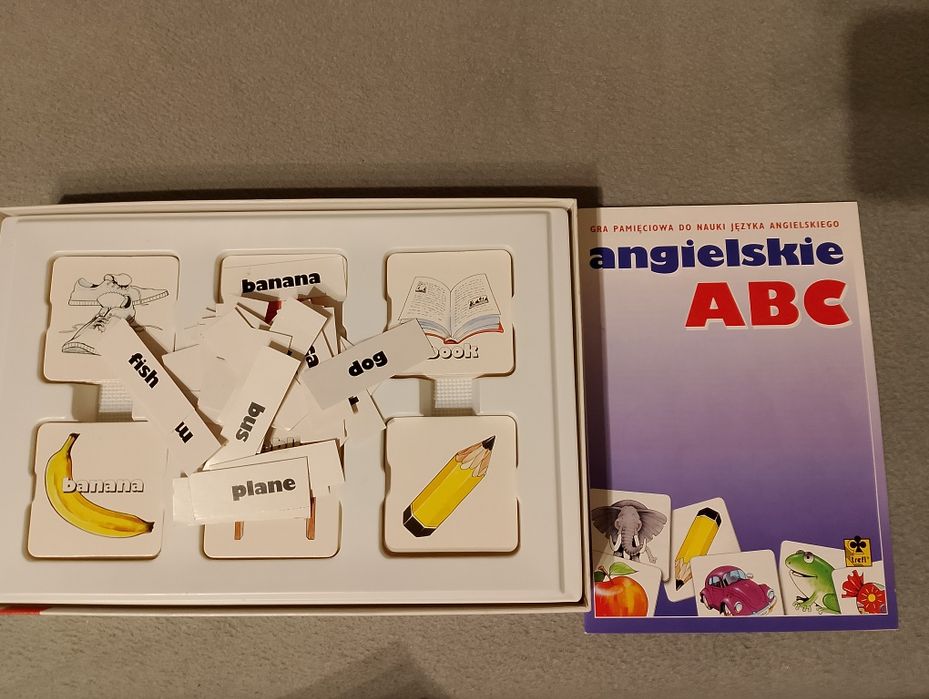 banana
book
fish
dog
bus
banana
plane
GRA PAMIĘCIOWA DO NAUKI JĘZYKA ANGIELSKIEGO
angielskie
ABC
trefl